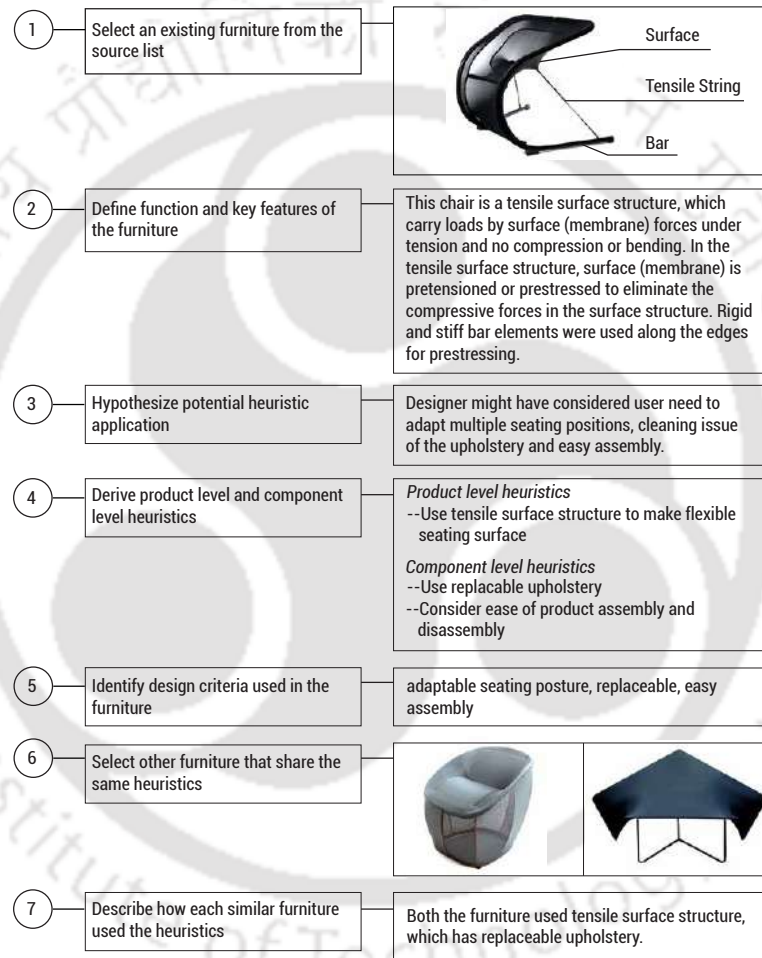 1
Select an existing furniture from the
source list
Surface
Tensile String
Bar
2
Define function and key features of
the furniture
This chair is a tensile surface structure, which
carry loads by surface (membrane) forces under
tension and no compression or bending. In the
tensile surface structure, surface (membrane) is
pretensioned or prestressed to eliminate the
compressive forces in the surface structure. Rigid
and stiff bar elements were used along the edges
for prestressing.
3
Hypothesize potential heuristic
application
Designer might have considered user need to
adapt multiple seating positions, cleaning issue
of the upholstery and easy assembly.
4
Derive product level and component
level heuristics
Product level heuristics
--Use tensile surface structure to make flexible
seating surface
Component level heuristics
--Use replacable upholstery
--Consider ease of product assembly and
disassembly
5
Identify design criteria used in the
furniture
adaptable seating posture, replaceable, easy
assembly
6
Select other furniture that share the
same heuristics
7
Describe how each similar furniture
used the heuristics
Both the furniture used tensile surface structure,
which has replaceable upholstery.